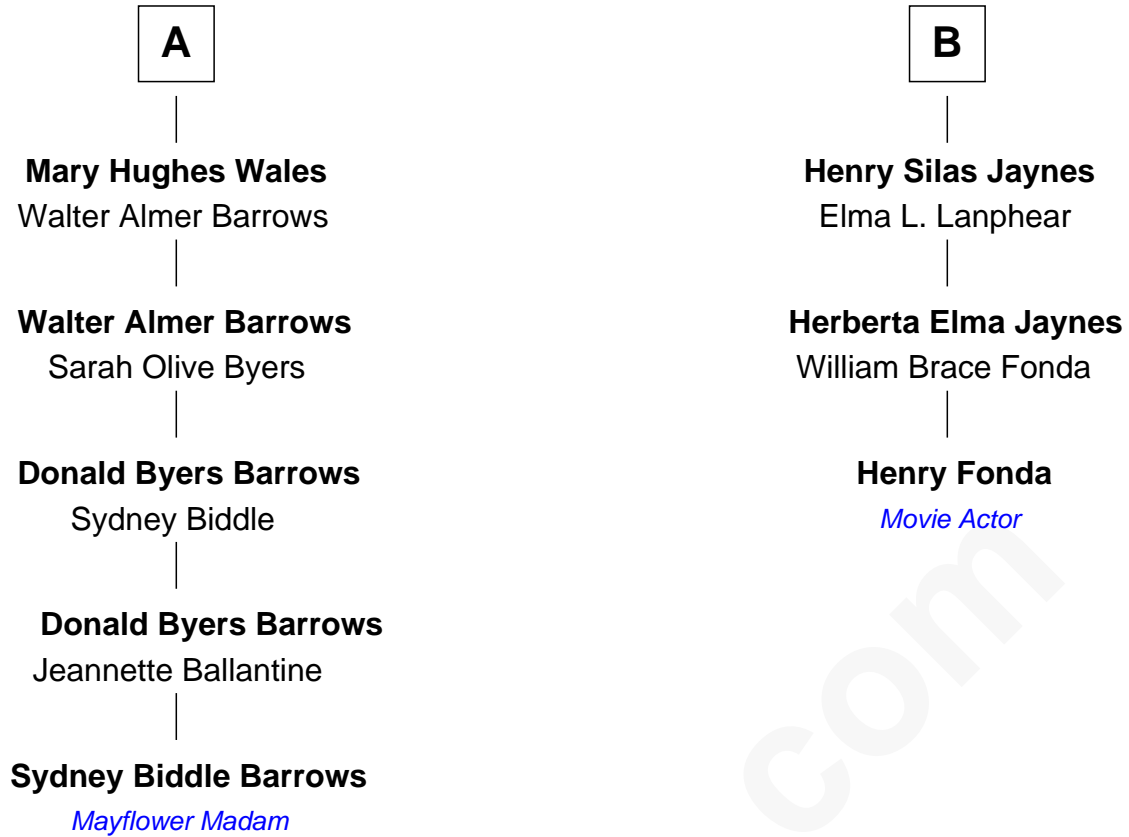 A
Mary Hughes Wales
Walter Almer Barrows
Walter Almer Barrows
Sarah Olive Byers
Donald Byers Barrows
Sydney Biddle
Donald Byers Barrows
Jeannette Ballantine
Sydney Biddle Barrows
Mayflower Madam
B
Henry Silas Jaynes
Elma L. Lanphear
Herberta Elma Jaynes
William Brace Fonda
Henry Fonda
Movie Actor
com